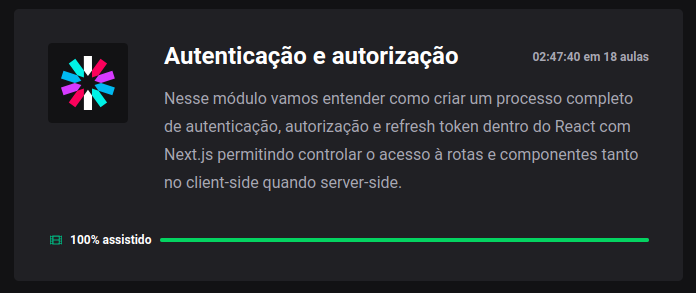 Autenticação e autorização
02:47:40 em 18 aulas
Nesse módulo vamos entender como criar um processo completo
de autenticação, autorização e refresh token dentro do React com
Next.js permitindo controlar o acesso à rotas e componentes tanto
no client-side quando server-side.
100% assistido